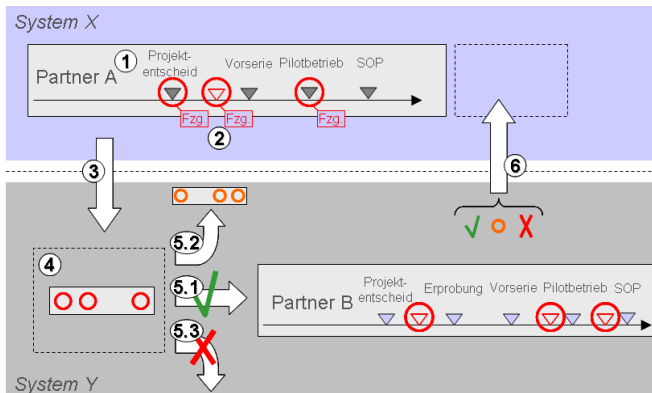 System X
1
Projekt-
entscheid
Vorserie
Pilotbetrieb
SOP
Partner A
Fzg.
Fzg.
Fzg.
2
3
6
4
5.2
5.1
5.3
Projekt-
entscheid
Erprobung
Vorserie
Pilotbetrieb
SOP
Partner B
System Y